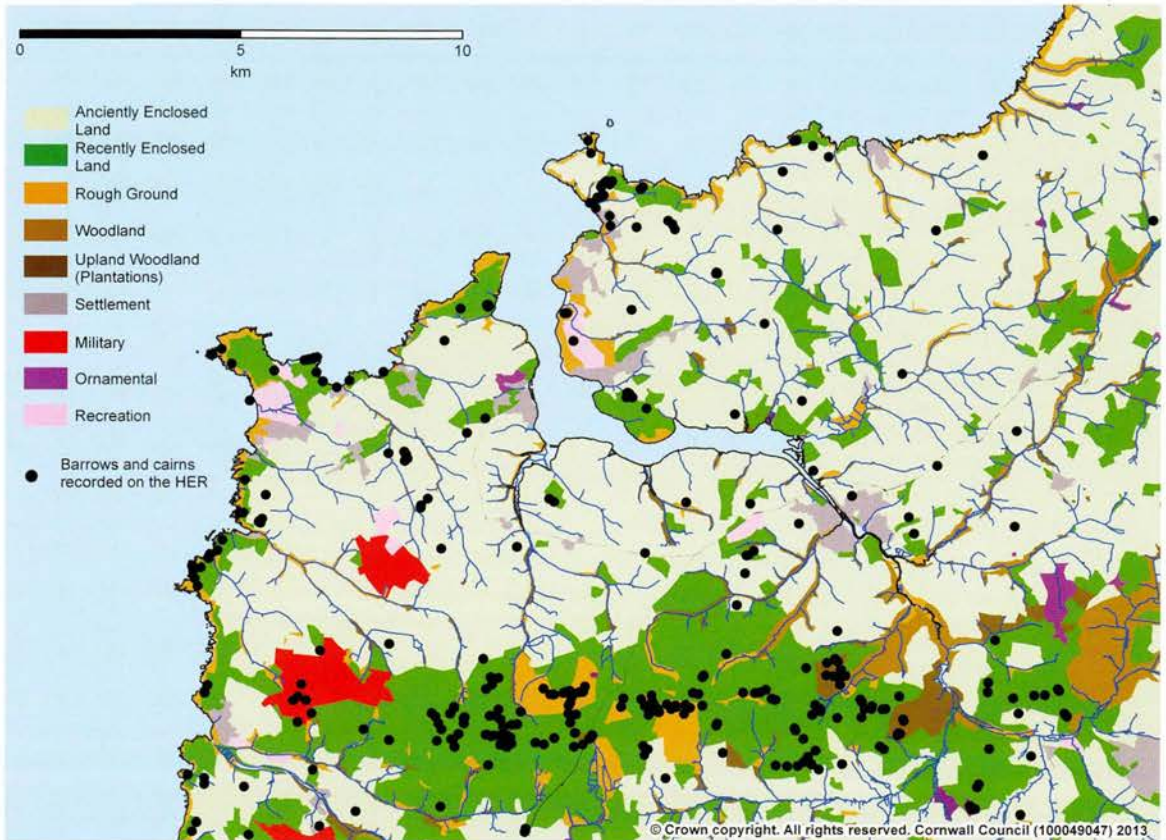 0
5
10
km
Anciently Enclosed
Land
Recently Enclosed
Land
Rough Ground
Woodland
Upland Woodland
(Plantations)
Settlement
Military
Ornamental
Recreation
Barrows and cairns
recorded on the HER
© Crown copyright. All rights reserved. Cornwall Council (100049047) 2013